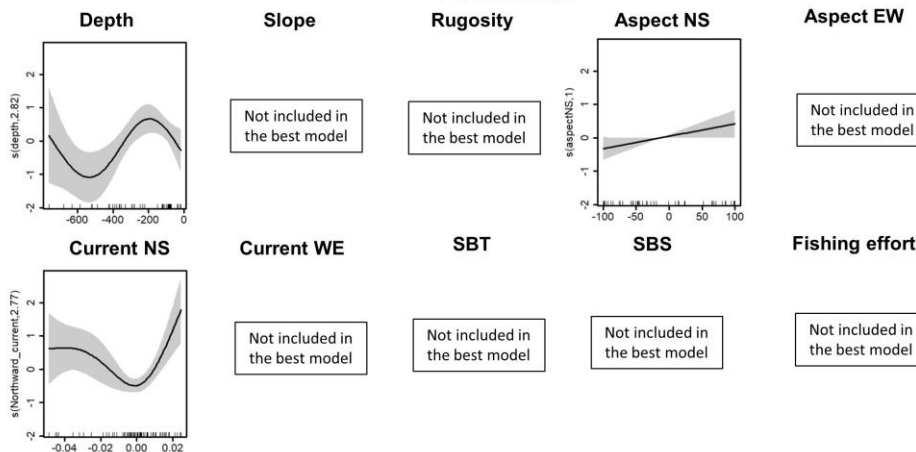 Depth
Slope
Rugosity
Aspect NS
Aspect EW
s(depth,2.82)
2
1
0
-1
-2
-600
-400
-200
0
Not included in
the best model
Not included in
the best model
s(aspectNS,1)
2
1
0
-1
-2
-100
-50
0
50
100
Not included in
the best model
Current NS
Current WE
SBT
SBS
Fishing effort
s(Northward_current,2.77)
2
1
0
-1
-2
-0.04
-0.02
0.00
0.02
Not included in
the best model
Not included in
the best model
Not included in
the best model
Not included in
the best model